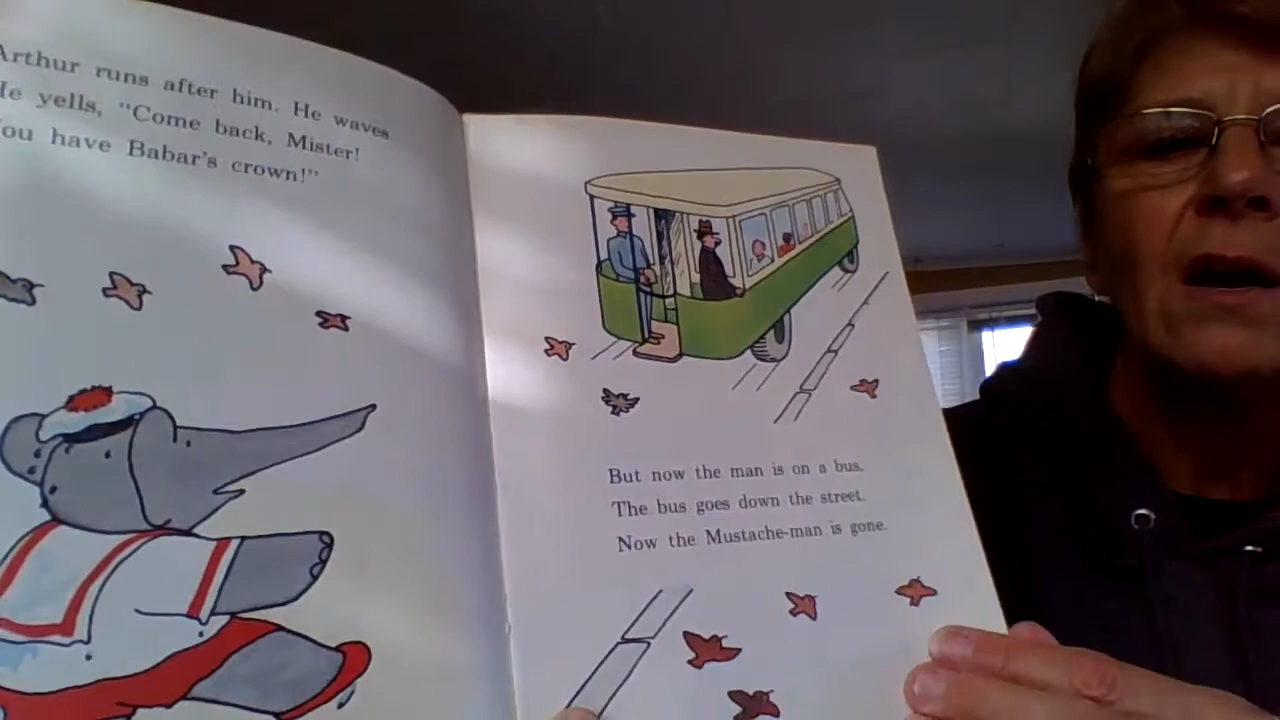 Arthur runs after him. He waves.
He yells, "Come back, Mister!
You have Babar's crown!"
But now the man is on a bus.
The bus goes down the street.
Now the Mustache-man is gone.